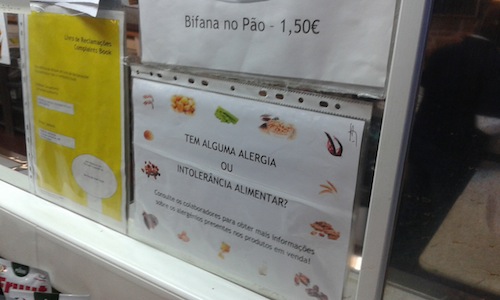 Bifana no Pão - 1,50€
Livro de Reclamações
Complaints Book
TEM ALGUMA ALERGIA
OU
INTOLERÂNCIA ALIMENTAR?
Consulte os colaboradores para obter mais informações
sobre os alergénios presentes nos produtos em venda!